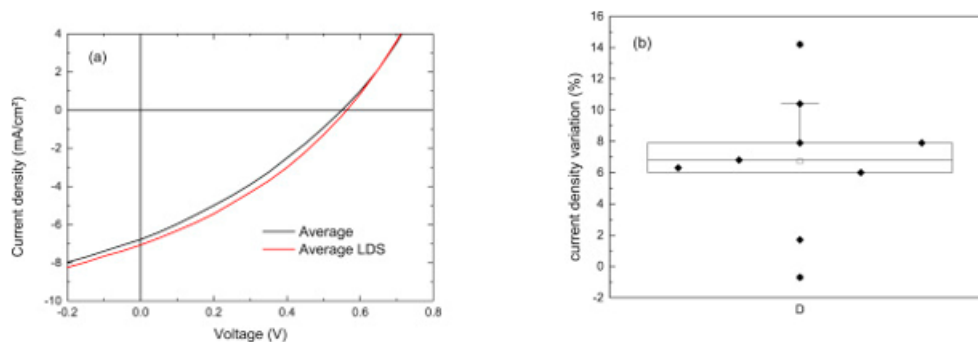 (a)
4
2
0
-2
-4
-6
-8
-10
Current density (mA/cm²)
Average
Average LDS
-0.2 0.0 0.2 0.4 0.6 0.8
Voltage (V)
(b)
16
14
12
10
8
6
4
2
0
-2
current density variation (%)
D